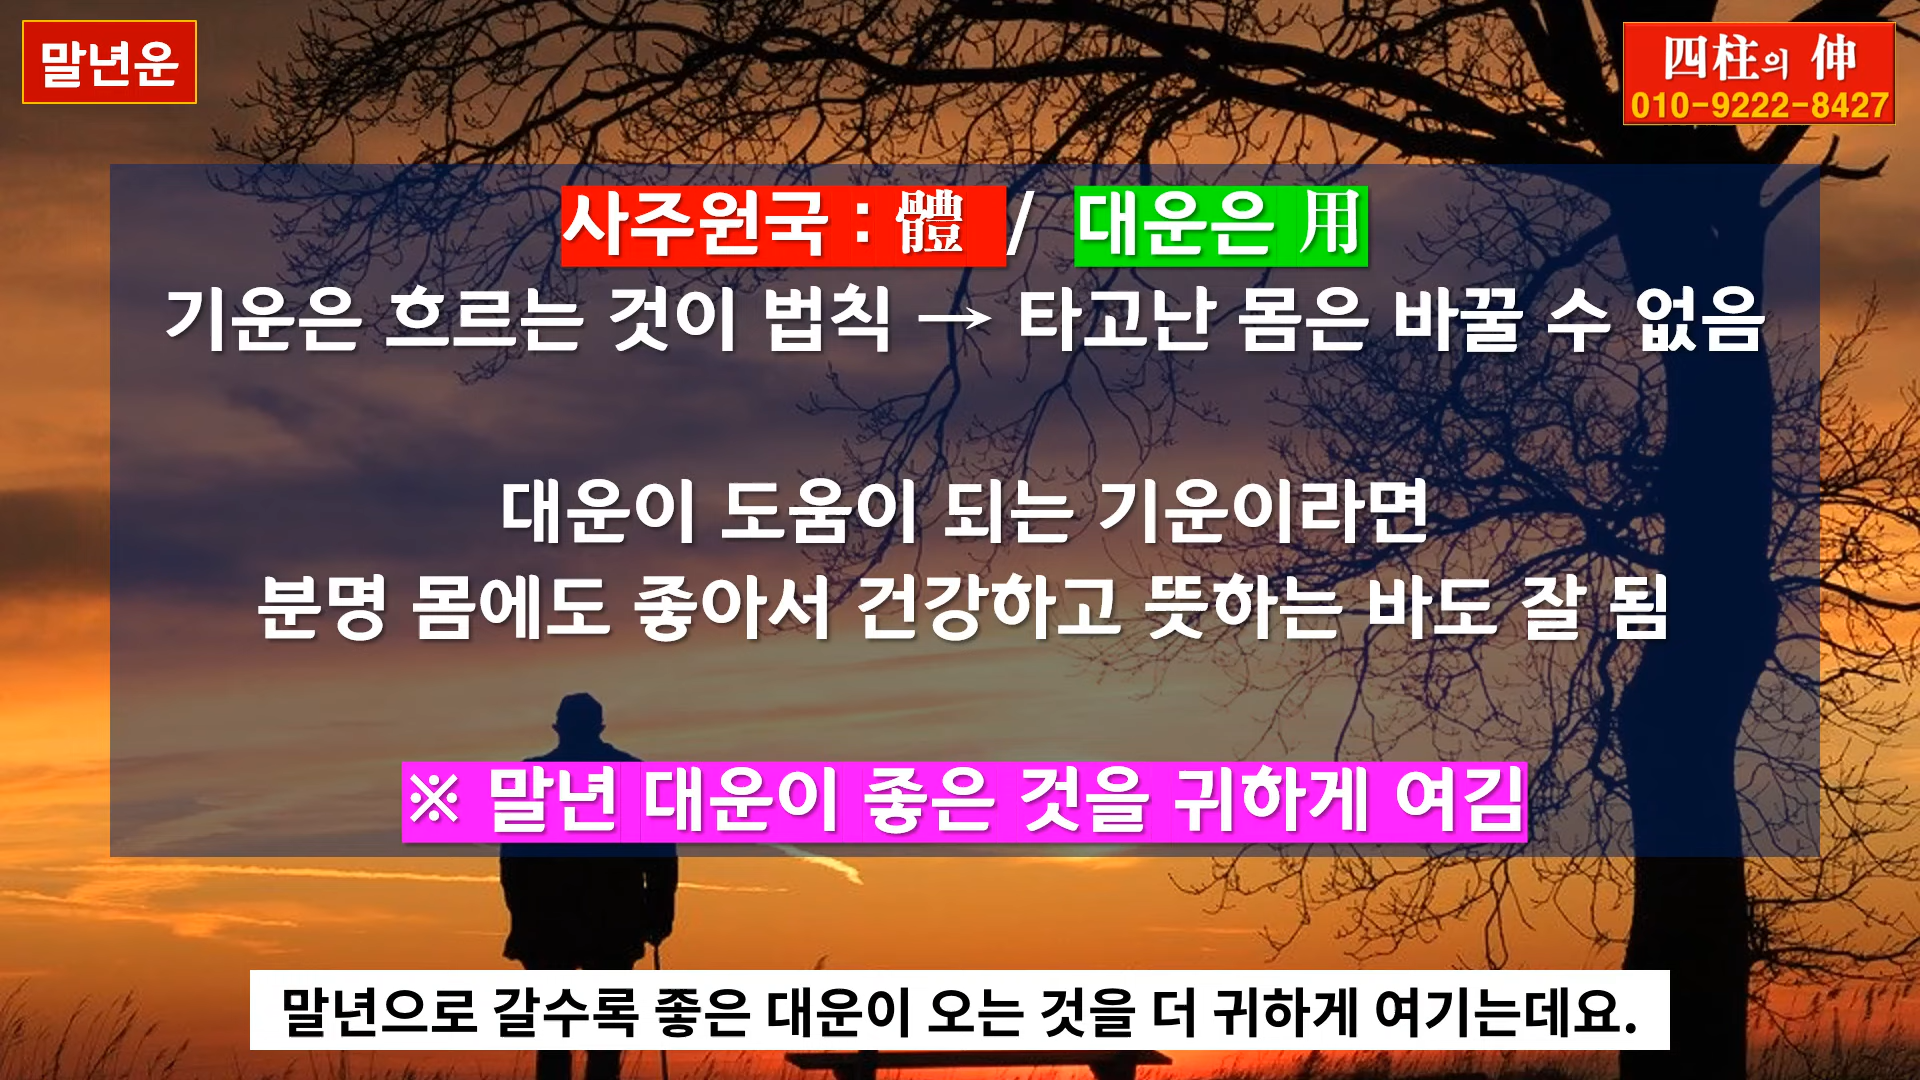 말년운
四柱의 伸
010-9222-8427
사주원국 : 體 / 대운은 用
기운은 흐르는 것이 법칙 → 타고난 몸은 바꿀 수 없음
대운이 도움이 되는 기운이라면
분명 몸에도 좋아서 건강하고 뜻하는 바도 잘 됨
※ 말년 대운이 좋은 것을 귀하게 여김
말년으로 갈수록 좋은 대운이 오는 것을 더 귀하게 여기는데요.